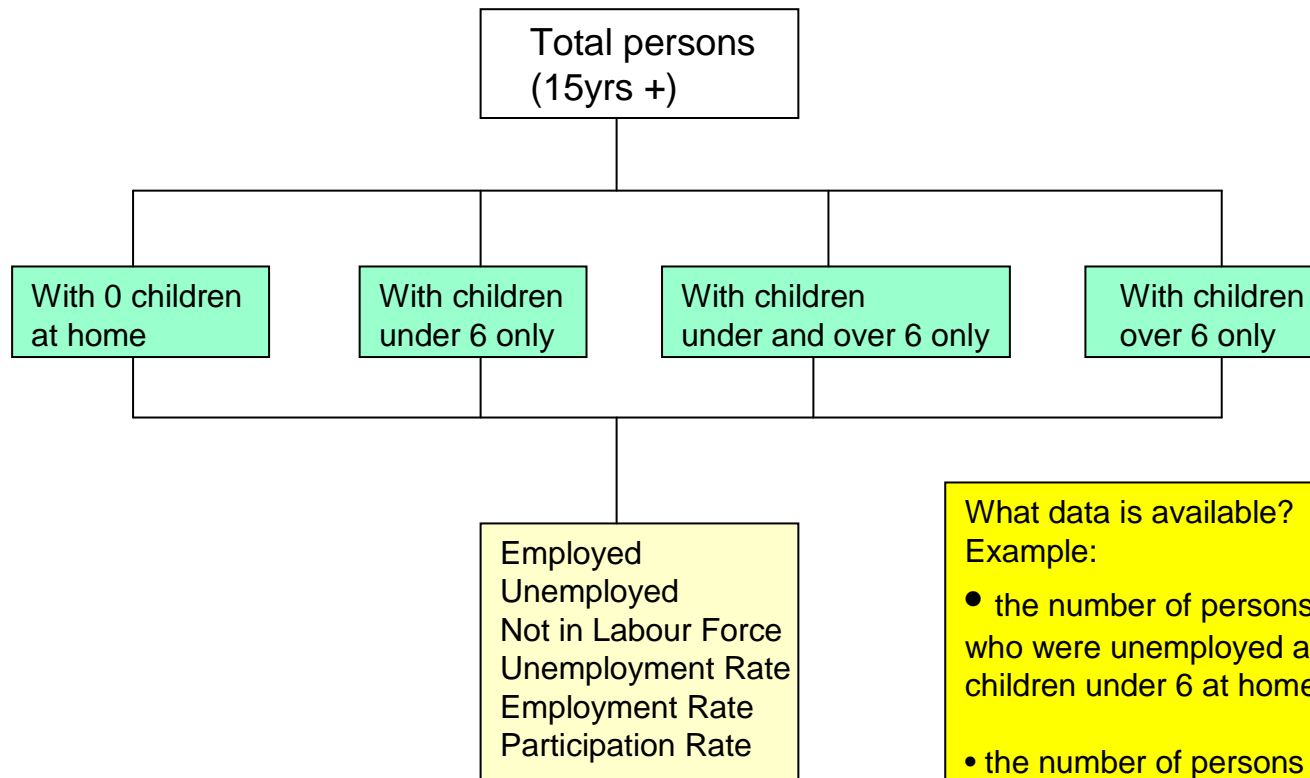 Total persons
(15yrs +)
With 0 children
at home
With children
under 6 only
With children
under and over 6 only
With children
over 6 only
Employed
Unemployed
Not in Labour Force
Unemployment Rate
Employment Rate
Participation Rate
What data is available?
Example:
• the number of persons
who were unemployed
children under 6 at home
• the number of persons